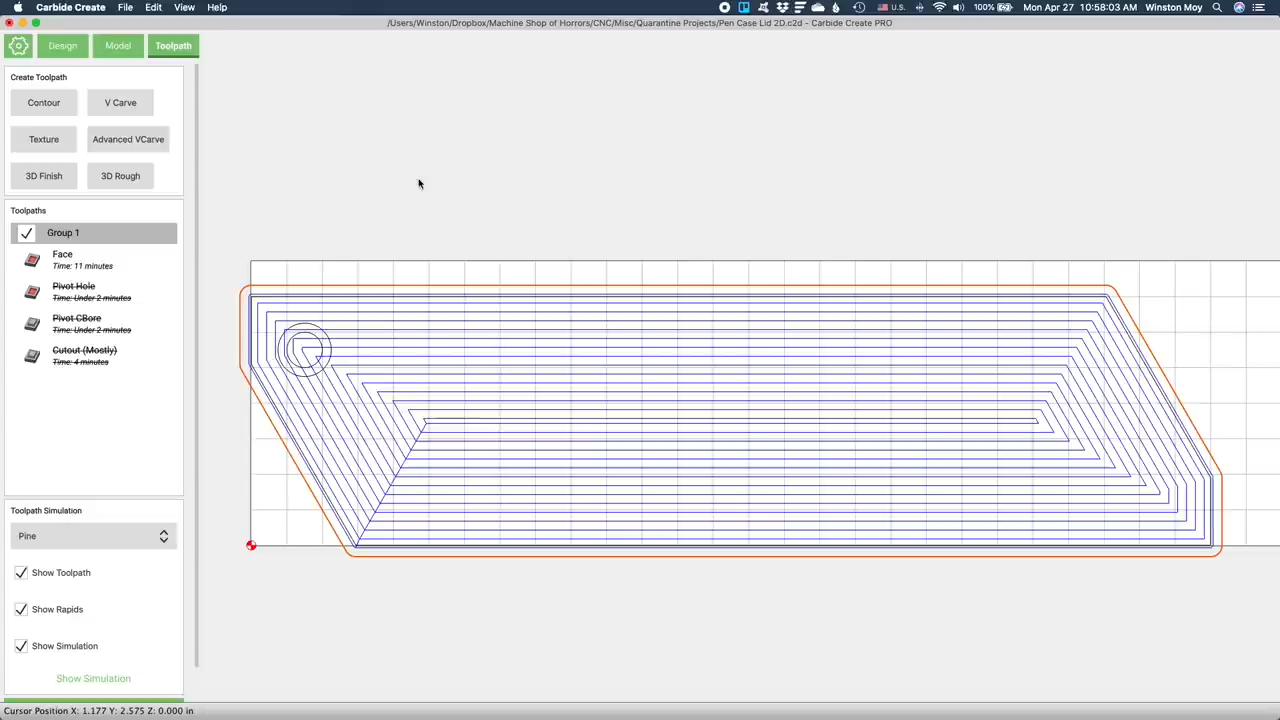 Carbide Create File Edit View Help U.S. 100% Mon Apr 27 10:58:03 AM Winston Moy
/Users/Winston/Dropbox/Machine Shop of Horrors/CNC/Misc/Quarantine Projects/Pen Case Lid 2D.c2d - Carbide Create PRO
Design Model Toolpath
Create Toolpath
Contour V Carve
Texture Advanced VCarve
3D Finish 3D Rough
Toolpaths
Group 1
Face
Time: 11 minutes
Pivot Hole
Time: Under 2 minutes
Pivot CBore
Time: Under 2 minutes
Cutout (Mostly)
Time: 4 minutes
Toolpath Simulation
Pine
Show Toolpath
Show Rapids
Show Simulation
Show Simulation
Cursor Position X: 1.177 Y: 2.575 Z: 0.000 in